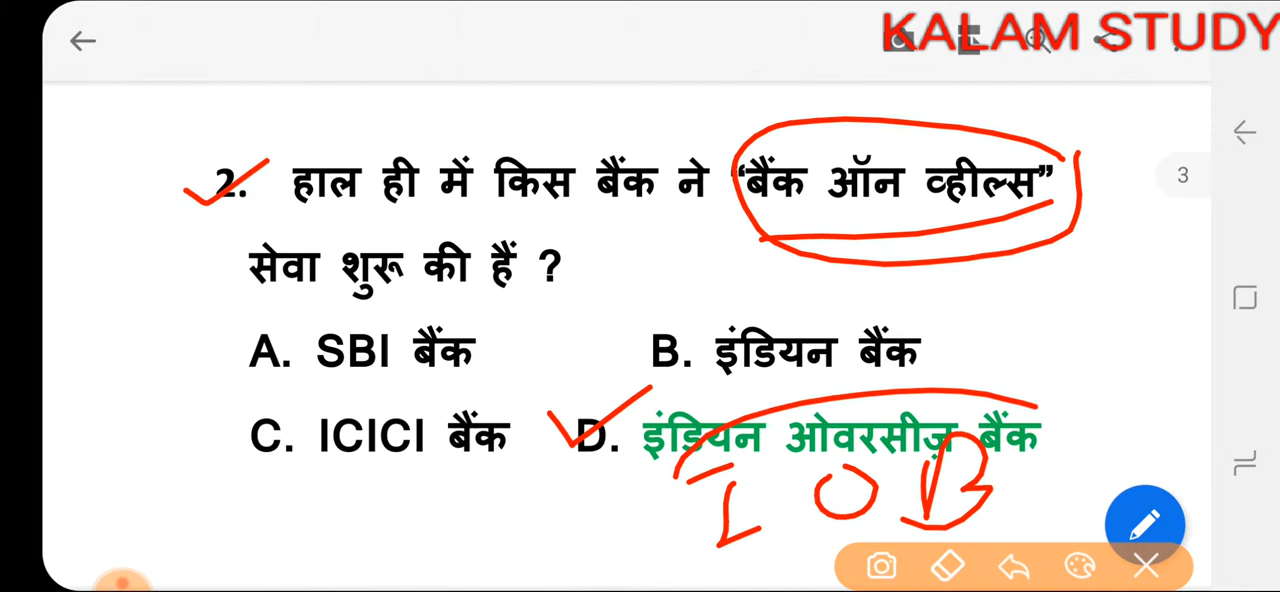 KALAM STUDY
3
2. हाल ही में किस बैंक ने “बैंक ऑन व्हील्स”
सेवा शुरू की हैं ?
A. SBI बैंक B. इंडियन बैंक
C. ICICI बैंक D. इंडियन ओवरसीज़ बैंक
IOB